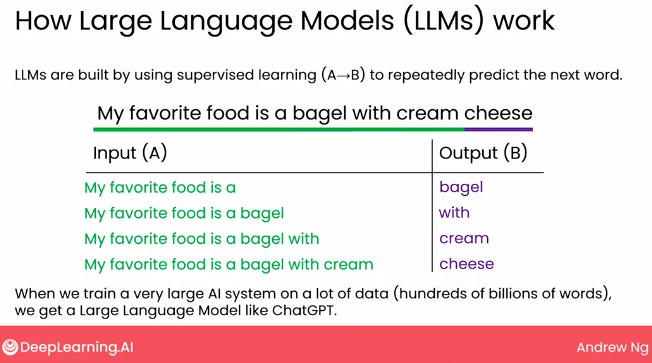 How Large Language Models (LLMs) work
LLMs are built by using supervised learning (A→B) to repeatedly predict the next word.
My favorite food is a bagel with cream cheese
Input (A) Output (B)
My favorite food is a bagel
My favorite food is a bagel with
My favorite food is a bagel with cream
My favorite food is a bagel with cream cheese
When we train a very large AI system on a lot of data (hundreds of billions of words),
we get a Large Language Model like ChatGPT.
DeepLearning.AI Andrew Ng